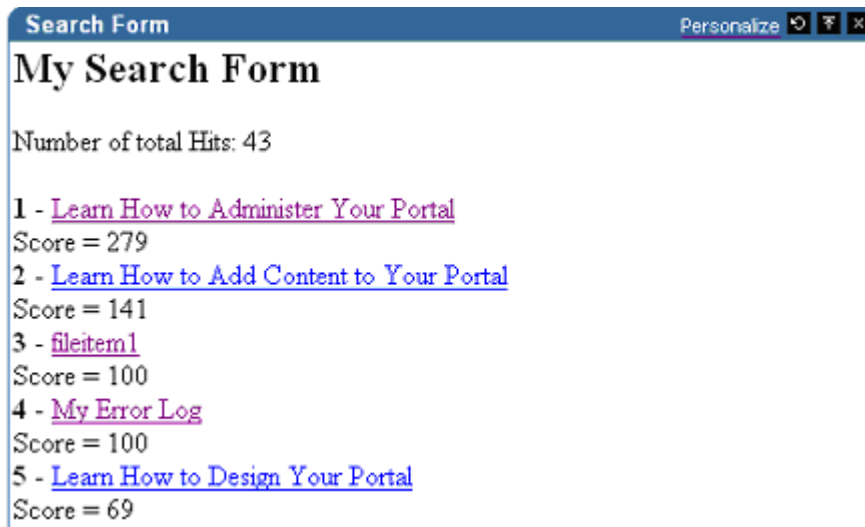 Search Form
Personalize
My Search Form
Number of total Hits: 43
1 - Learn How to Administer Your Portal
Score = 279
2 - Learn How to Add Content to Your Portal
Score = 141
3 - fileitem1
Score = 100
4 - My Error Log
Score = 100
5 - Learn How to Design Your Portal
Score = 69